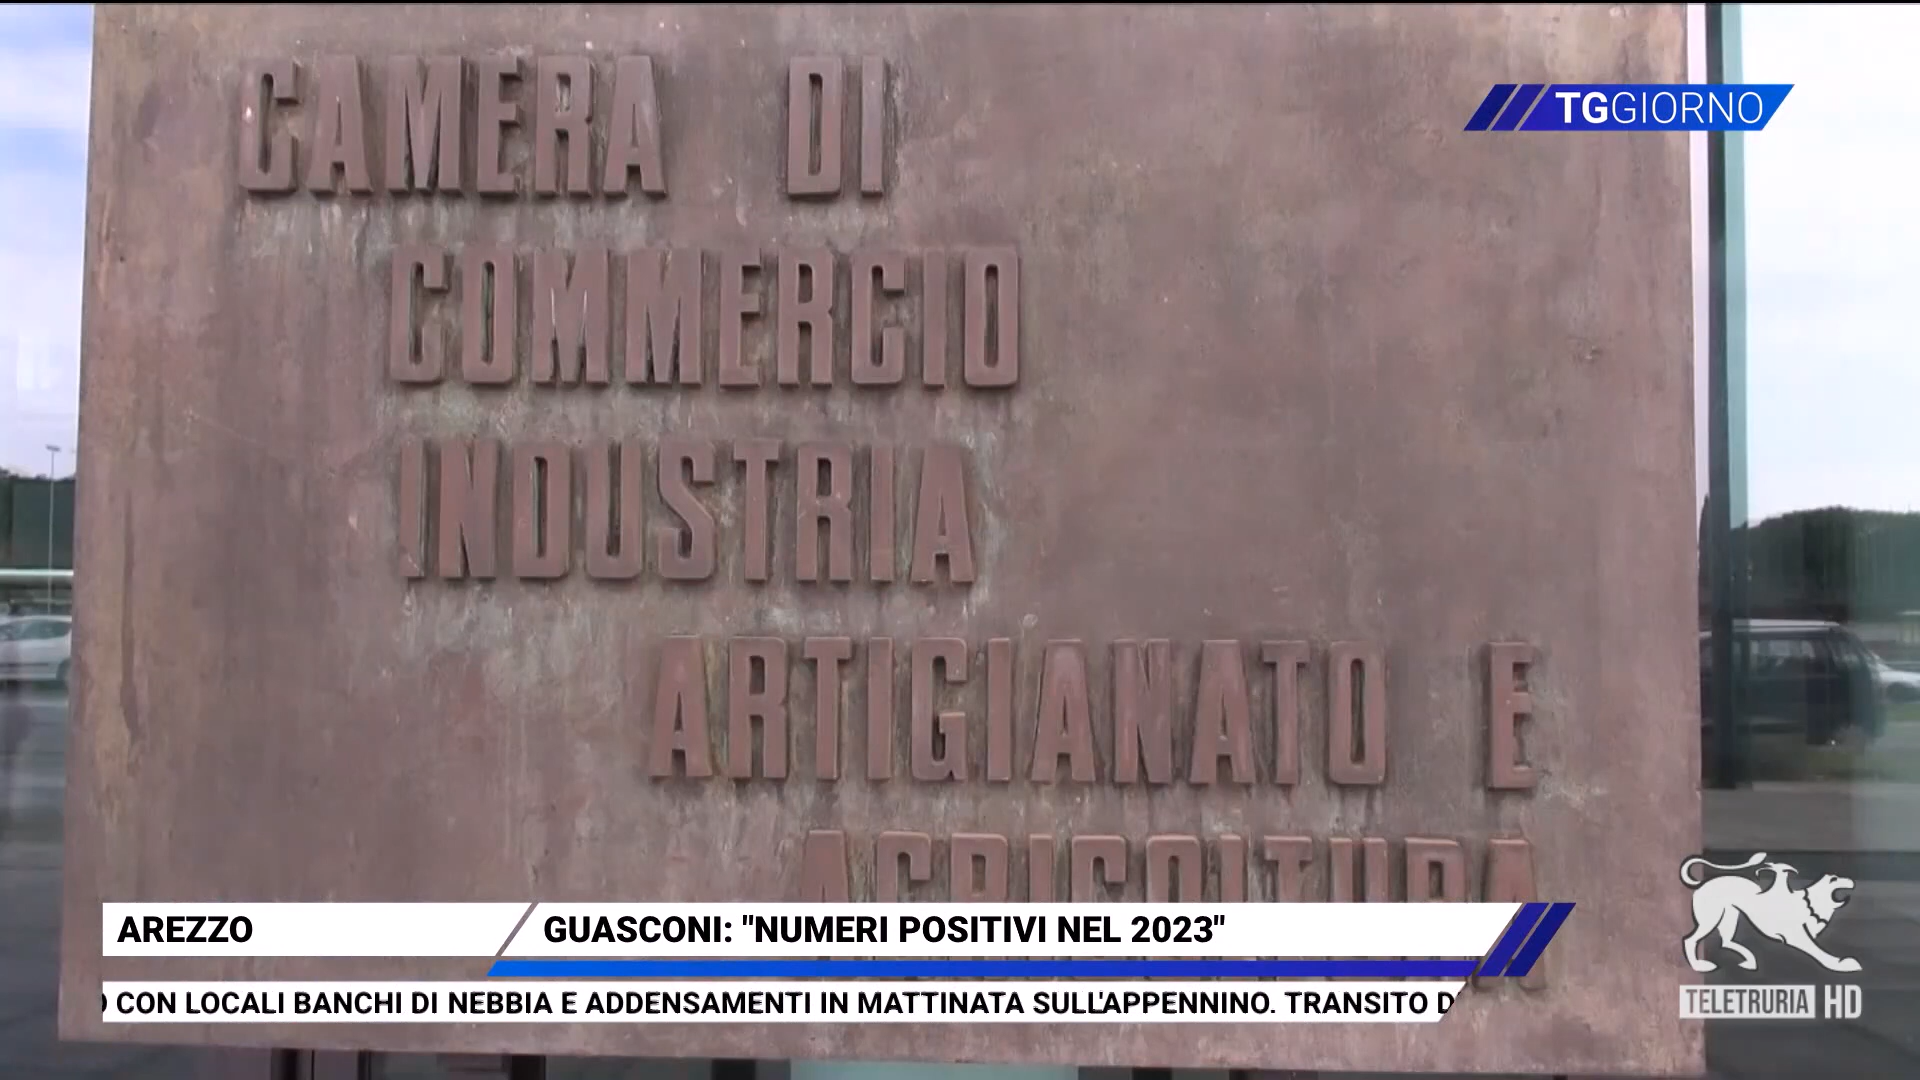 CAMERA DI
COMMERCIO
INDUSTRIA
ARTIGIANATO E
AGRICOLTURA
TGGIORNO
AREZZO
GUASCONI: "NUMERI POSITIVI NEL 2023"
CON LOCALI BANCHI DI NEBBIA E ADDENSAMENTI IN MATTINATA SULL'APPENNINO. TRANSITO
TELETRURIA HD